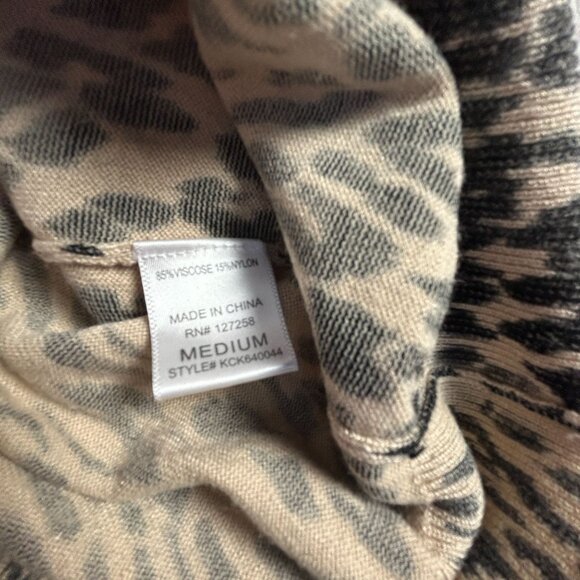 85%VISCOSE 15%NYLON
MADE IN CHINA
RN# 127258
MEDIUM
STYLE# KCK640044